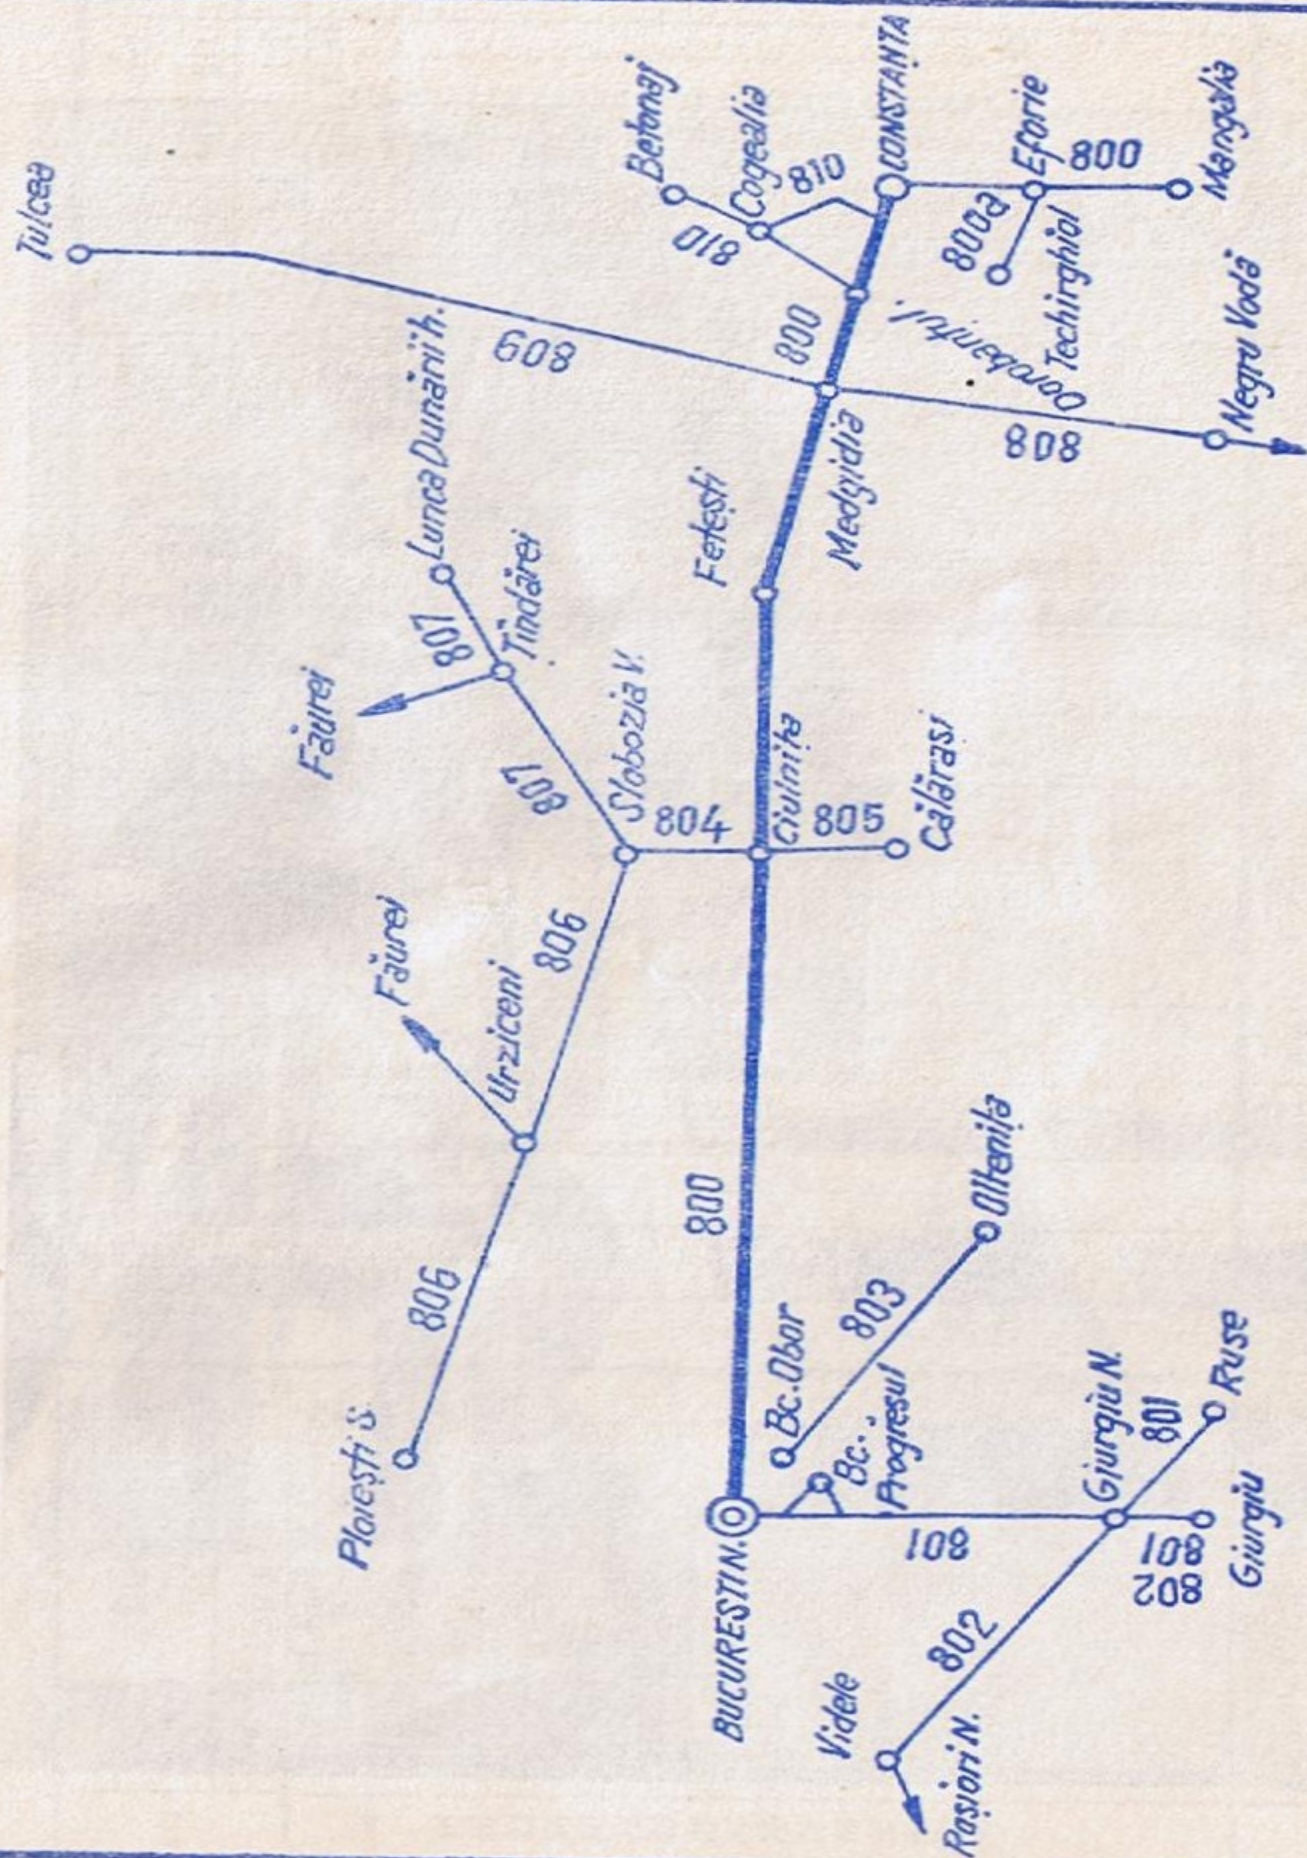 Tulcea
Betonaj
Cogealia
810
810
CONSTANȚA
Eforie
800
Mangalia
800a
Techirghiol
Dorobanțul
800
809
808
Negru Vodă
Medgidia
Fetești
Lunca Dunării h.
807
Țîndărei
Făurei
807
Slobozia V.
804
Ciulnița
805
Călărași
Făurei
Urziceni
806
806
Ploiești S.
800
BUCUREȘTI N.
Bc. Obor
803
Oltenița
Bc.
Progresul
801
Giurgiu N.
801
Ruse
801
802
Giurgiu
802
Videle
Roșiori N.